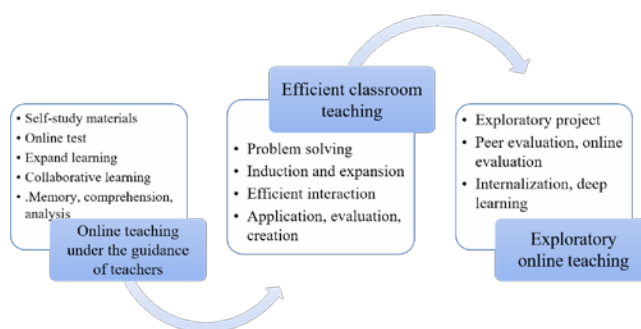 • Self-study materials
• Online test
• Expand learning
• Collaborative learning
• .Memory, comprehension,
analysis
Online teaching
under the guidance
of teachers
Efficient classroom
teaching
• Problem solving
• Induction and expansion
• Efficient interaction
• Application, evaluation,
creation
• Exploratory project
• Peer evaluation, online
evaluation
• Internalization, deep
learning
Exploratory
online teaching